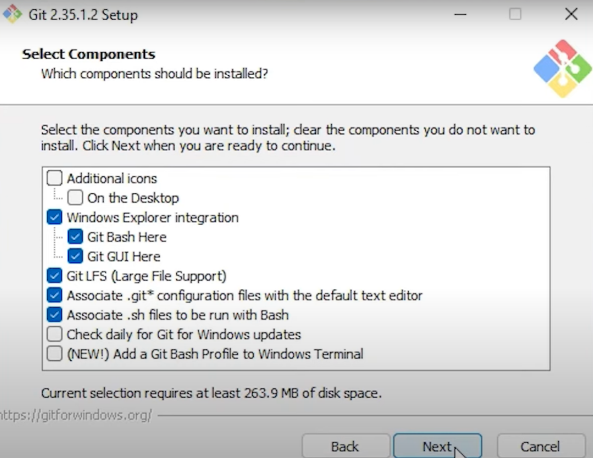 Git 2.35.1.2 Setup
Select Components
Which components should be installed?
Select the components you want to install; clear the components you do not want to
install. Click Next when you are ready to continue.
Additional icons
On the Desktop
Windows Explorer integration
Git Bash Here
Git GUI Here
Git LFS (Large File Support)
Associate .git* configuration files with the default text editor
Associate .sh files to be run with Bash
Check daily for Git for Windows updates
(NEW!) Add a Git Bash Profile to Windows Terminal
Current selection requires at least 263.9 MB of disk space.
https://gitforwindows.org/
Back
Next
Cancel